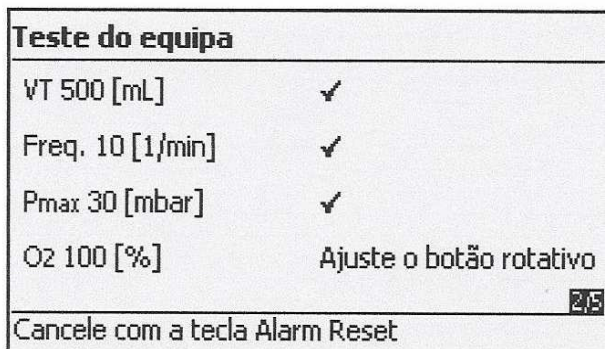 Teste do equipa
VT 500 [mL] ✓
Freq. 10 [1/min] ✓
Pmax 30 [mbar] ✓
O2 100 [%] Ajuste o botão rotativo
2/5
Cancele com a tecla Alarm Reset